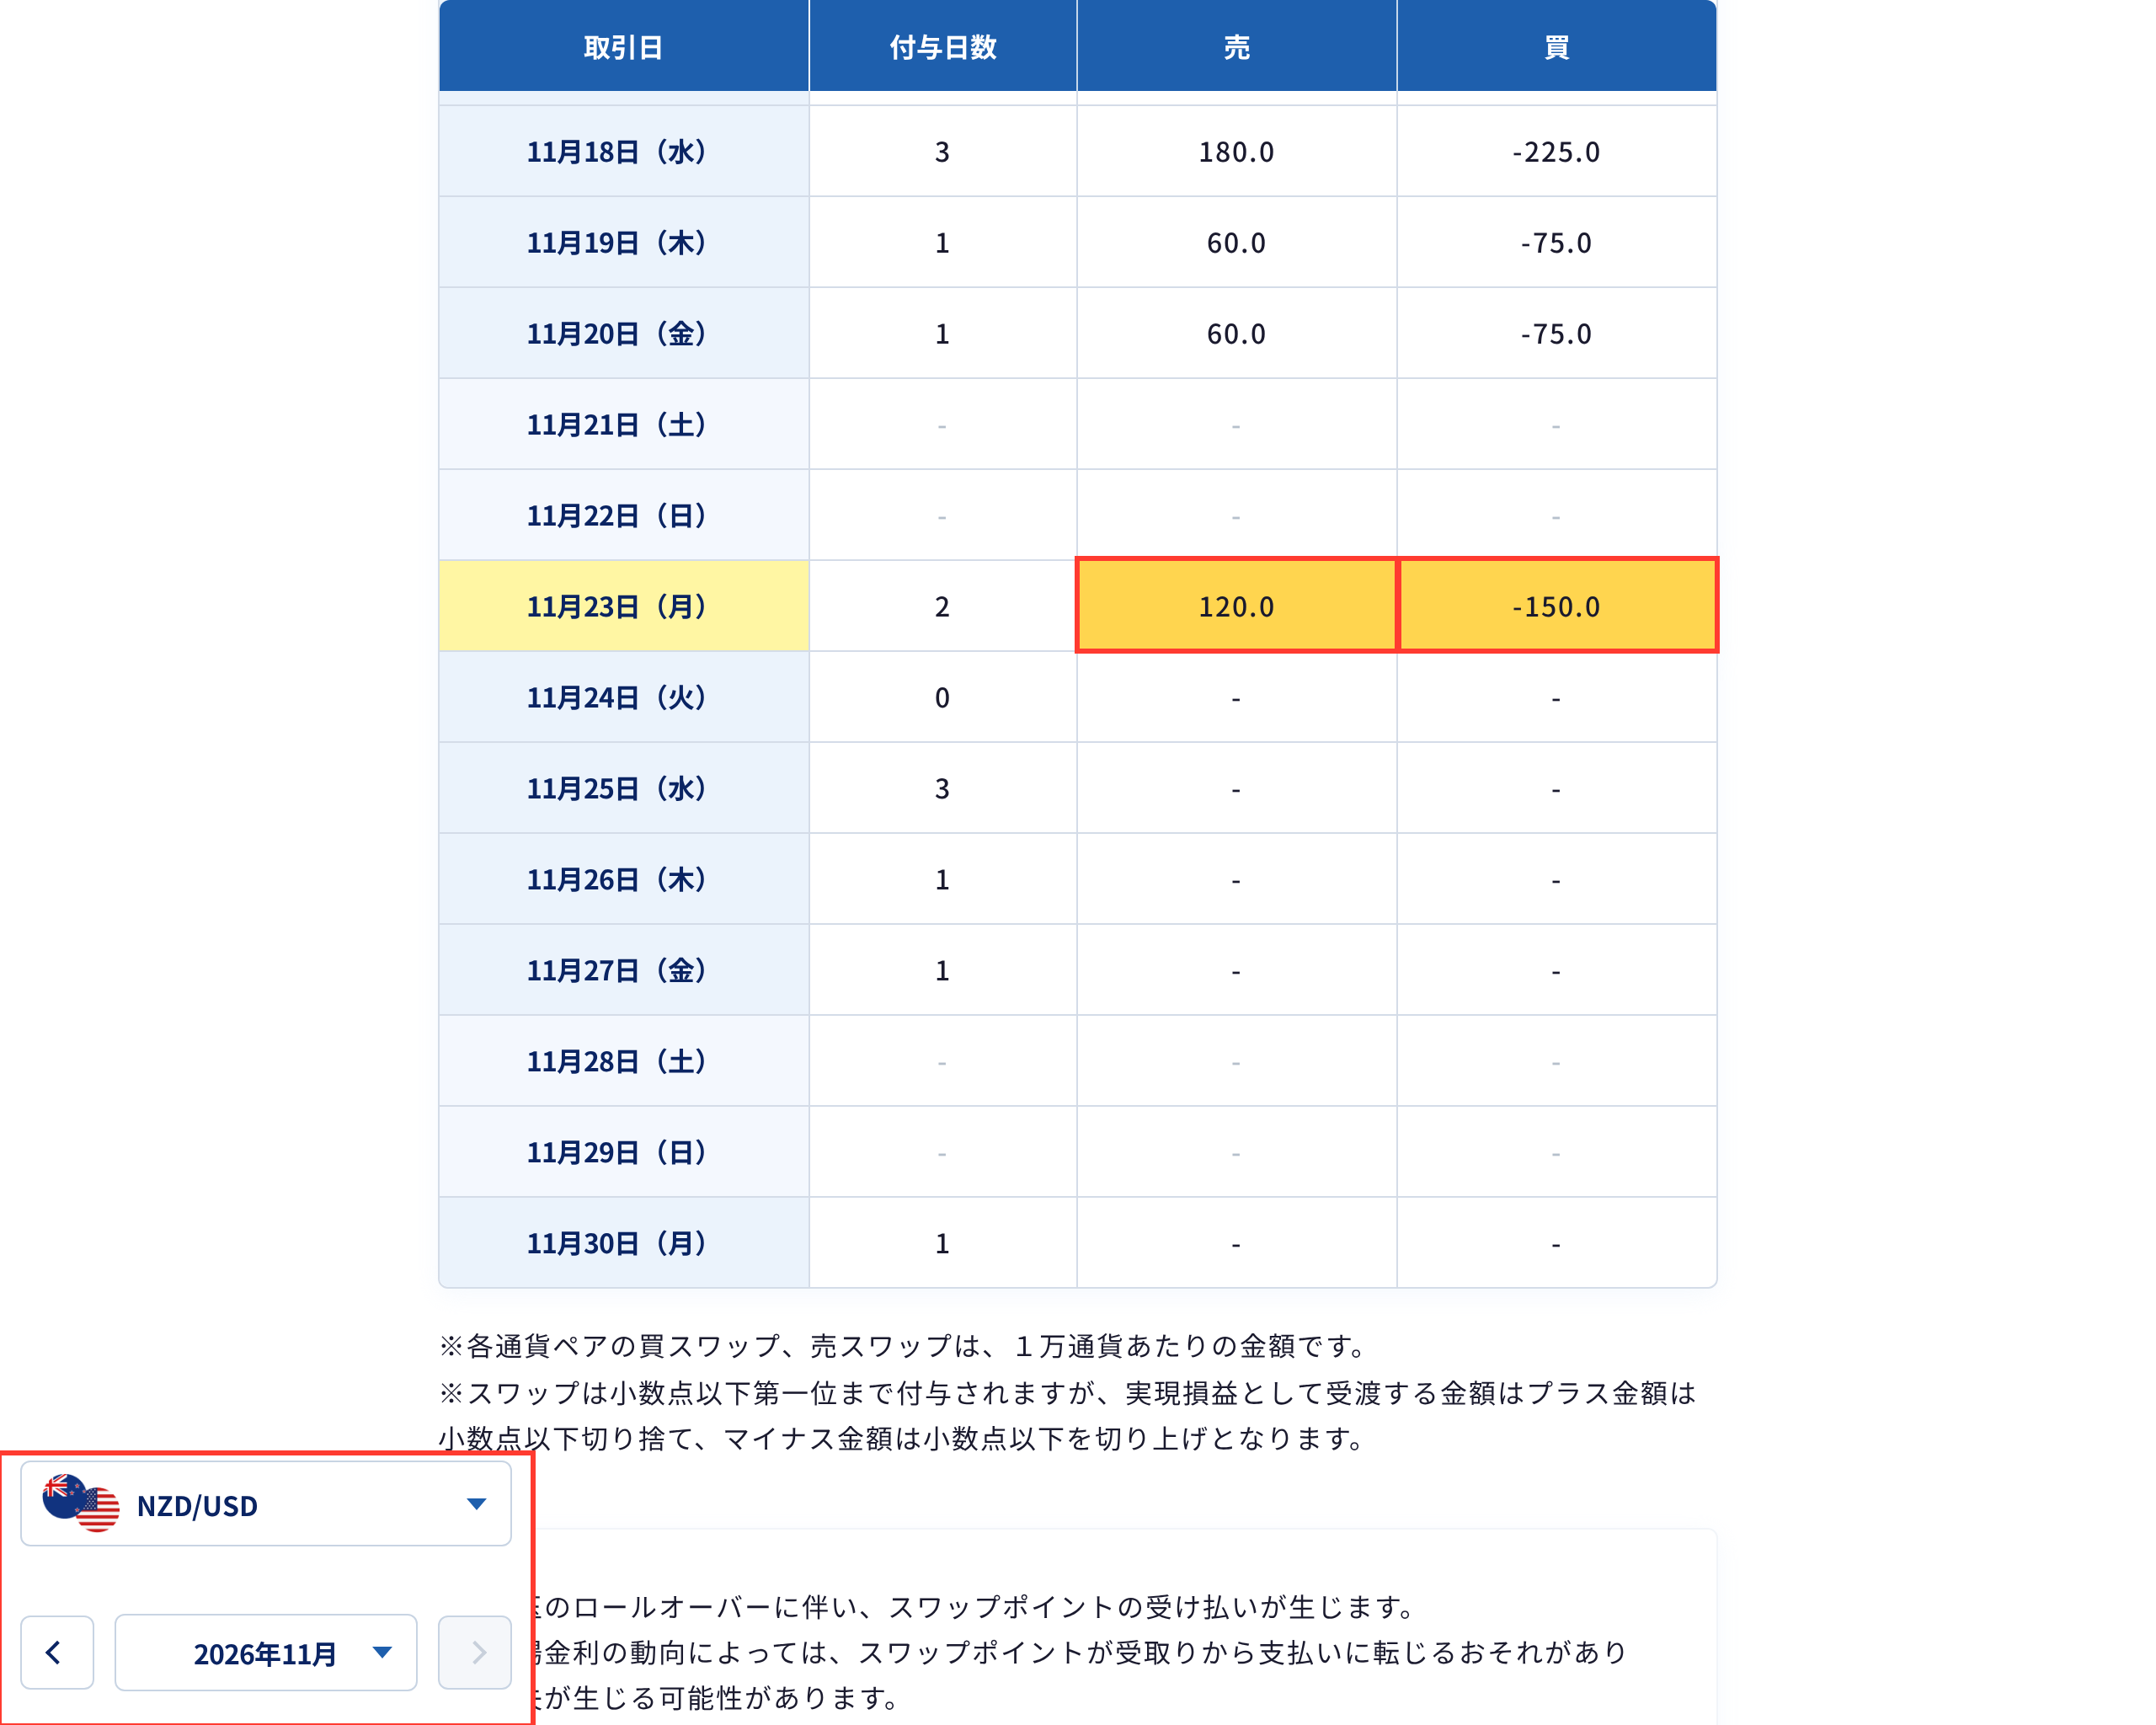 取引日 付与日数 売 買
11月18日（水） 3 180.0 -225.0
11月19日（木） 1 60.0 -75.0
11月20日（金） 1 60.0 -75.0
11月21日（土） - - -
11月22日（日） - - -
11月23日（月） 2 120.0 -150.0
11月24日（火） 0 - -
11月25日（水） 3 - -
11月26日（木） 1 - -
11月27日（金） 1 - -
11月28日（土） - - -
11月29日（日） - - -
11月30日（月） 1 - -
※各通貨ペアの買スワップ、売スワップは、１万通貨あたりの金額です。
※スワップは小数点以下第一位まで付与されますが、実現損益として受渡する金額はプラス金額は
小数点以下切り捨て、マイナス金額は小数点以下を切り上げとなります。
NZD/USD
のロールオーバーに伴い、スワップポイントの受け払いが生じます。
2026年11月
金利の動向によっては、スワップポイントが受取りから支払いに転じるおそれがあり
が生じる可能性があります。